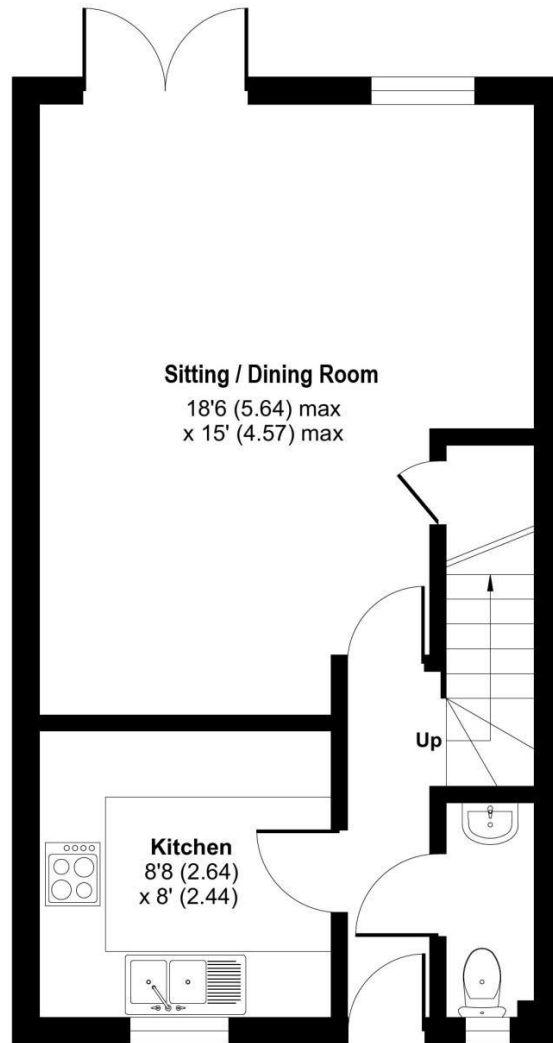 Sitting / Dining Room
18'6 (5.64) max
x 15' (4.57) max
Up
Kitchen
8'8 (2.64)
x 8' (2.44)